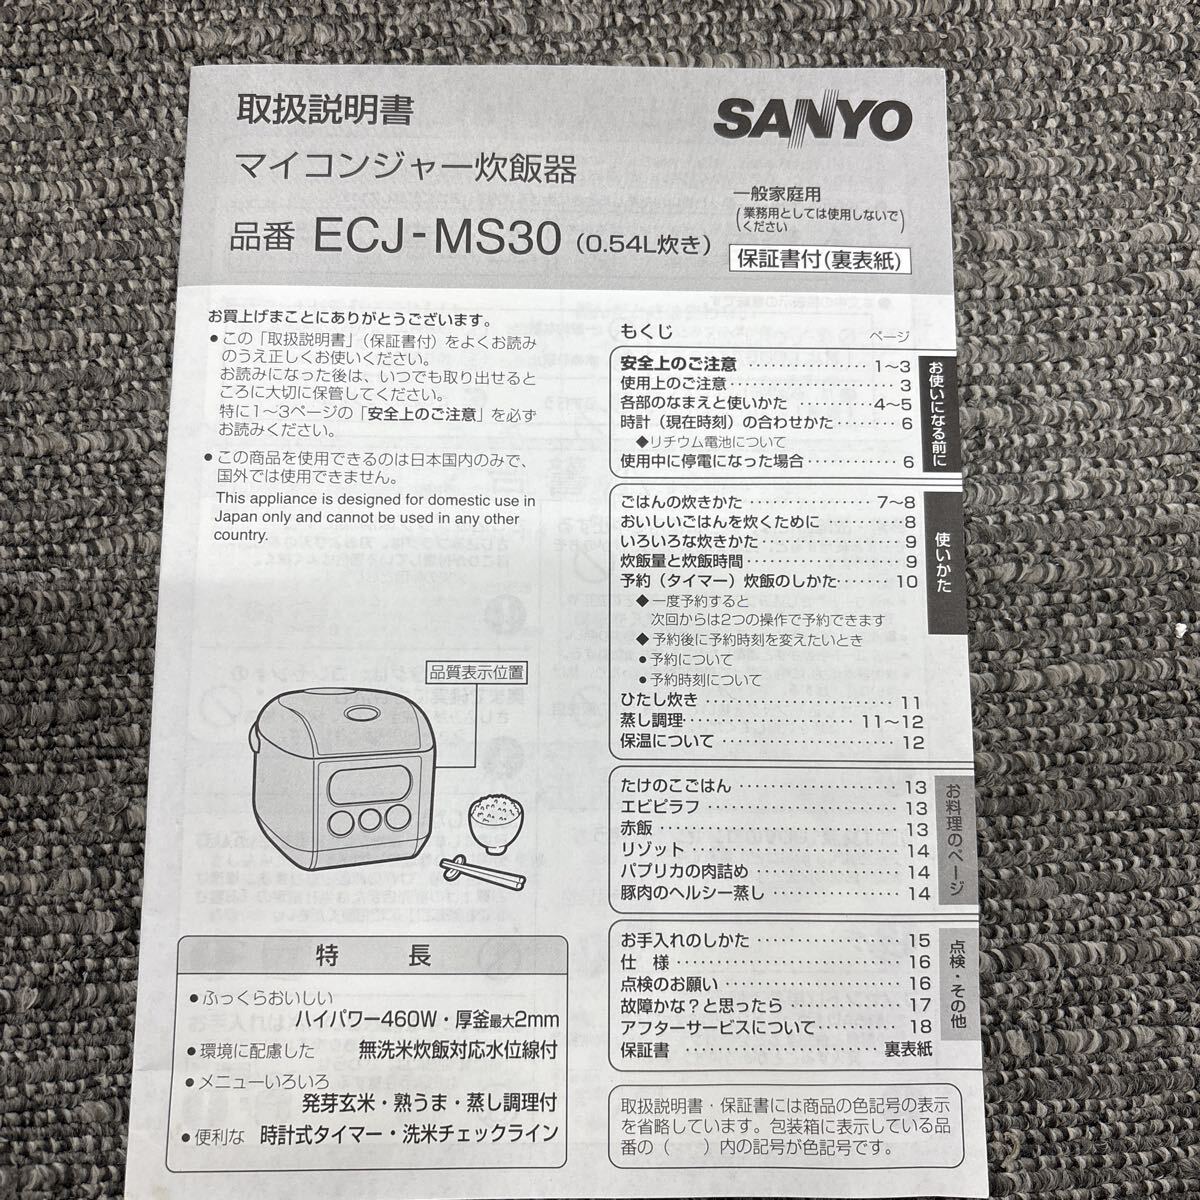 取扱説明書
SANYO
マイコンジャー炊飯器
品番 ECJ-MS30 (0.54L炊き)
一般家庭用
(業務用としては使用しないで
ください)
保証書付(裏表紙)
お買上げまことにありがとうございます。
●この「取扱説明書」(保証書付)をよくお読み
のうえ正しくお使いください。
お読みになった後は、いつでも取り出せると
ころに大切に保管してください。
特に1～3ページの「安全上のご注意」を必ず
お読みください。
●この商品を使用できるのは日本国内のみで、
国外では使用できません。
This appliance is designed for domestic use in
Japan only and cannot be used in any other
country.
品質表示位置
特 長
●ふっくらおいしい
ハイパワー460W・厚釜最大2mm
●環境に配慮した 無洗米炊飯対応水位線付
●メニューいろいろ
発芽玄米・熟うま・蒸し調理付
●便利な 時計式タイマー・洗米チェックライン
もくじ ページ
お使いになる前に
安全上のご注意 ················ 1～3
使用上のご注意 ······················ 3
各部のなまえと使いかた ·········· 4～5
時計(現在時刻)の合わせかた ········ 6
◆リチウム電池について
使用中に停電になった場合 ············ 6
使いかた
ごはんの炊きかた ················ 7～8
おいしいごはんを炊くために ·········· 8
いろいろな炊きかた ·················· 9
炊飯量と炊飯時間 ···················· 9
予約(タイマー)炊飯のしかた ······· 10
◆一度予約すると
次回からは2つの操作で予約できます
◆予約後に予約時刻を変えたいとき
●予約について
●予約時刻について
ひたし炊き ·························· 11
蒸し調理 ······················ 11～12
保温について ························ 12
お料理のページ
たけのこごはん ······················ 13
エビピラフ ·························· 13
赤飯 ································ 13
リゾット ···························· 14
パプリカの肉詰め ···················· 14
豚肉のヘルシー蒸し ·················· 14
点検・その他
お手入れのしかた ···················· 15
仕 様 ······························ 16
点検のお願い ························ 16
故障かな？と思ったら ················ 17
アフターサービスについて ············ 18
保証書 ·························· 裏表紙
取扱説明書・保証書には商品の色記号の表示
を省略しています。包装箱に表示している品
番の( )内の記号が色記号です。